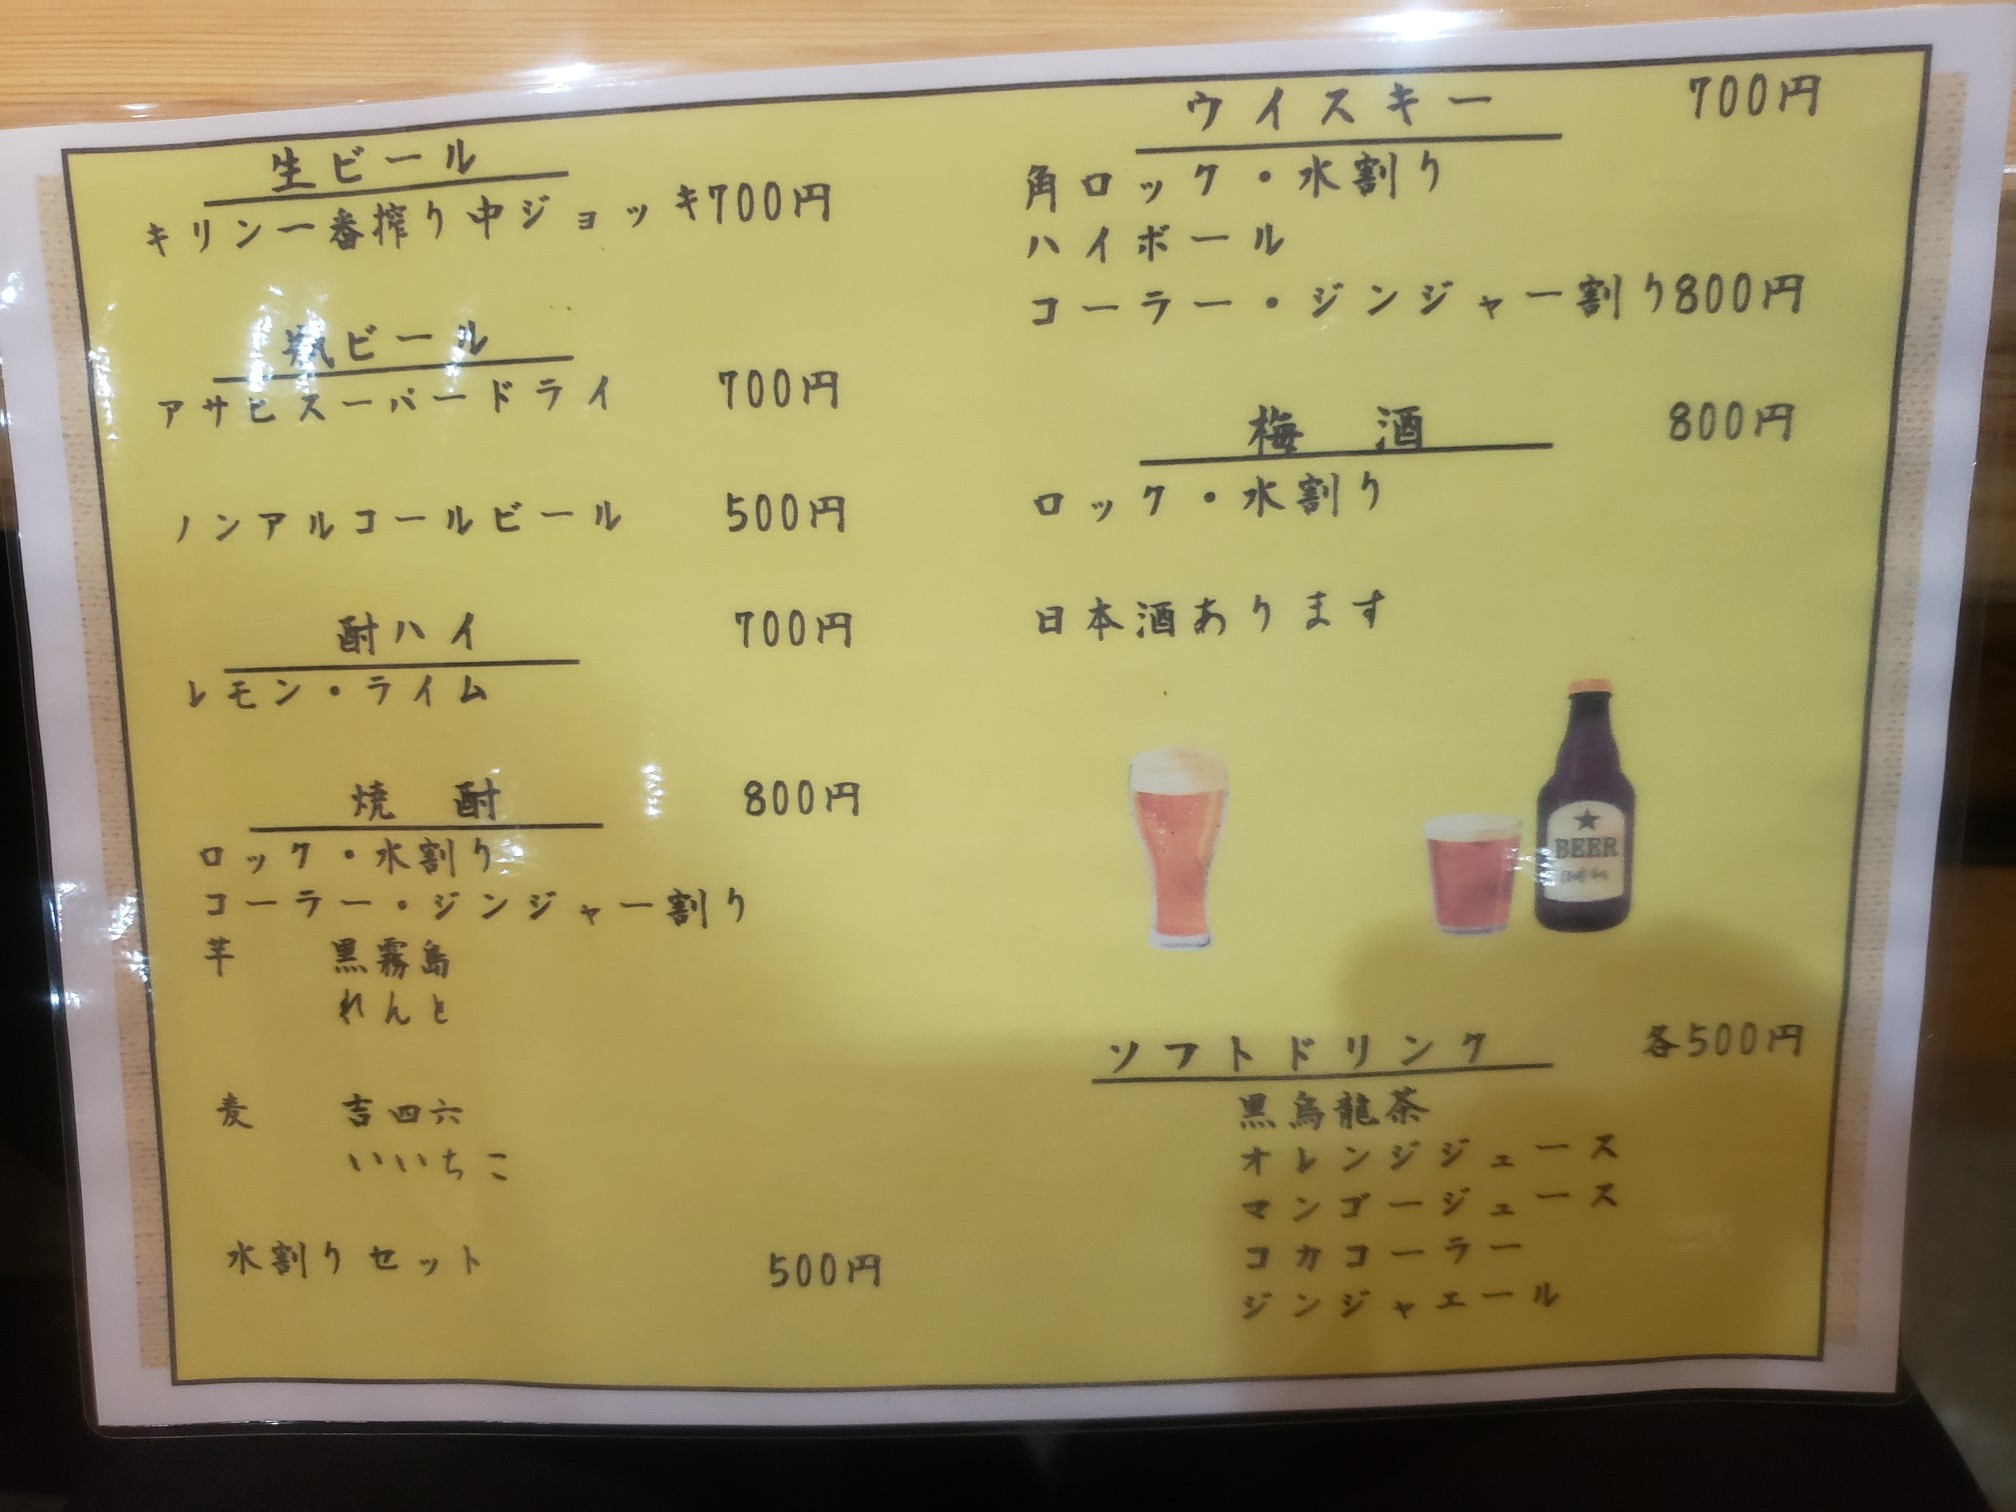 生ビール
キリン一番搾り中ジョッキ700円
瓶ビール
アサヒスーパードライ 700円
ノンアルコールビール 500円
酎ハイ 700円
レモン・ライム
焼 酎 800円
ロック・水割り
コーラー・ジンジャー割り
芋 黒霧島
れんと
麦 吉四六
いいちこ
水割りセット 500円
ウイスキー 700円
角ロック・水割り
ハイボール
コーラー・ジンジャー割り800円
梅 酒 800円
ロック・水割り
日本酒あります
BEER
ソフトドリンク 各500円
黒烏龍茶
オレンジジュース
マンゴージュース
コカコーラー
ジンジャエール